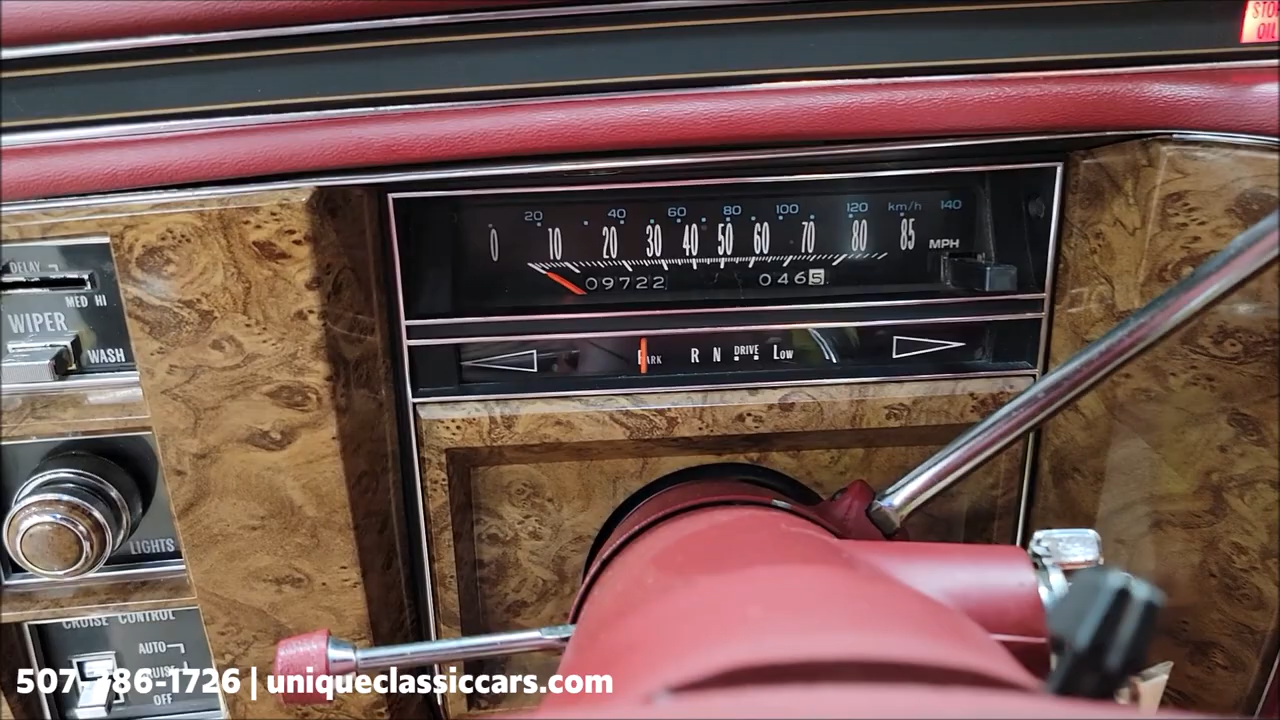 STOP
OIL
20 40 60 80 100 120 km/h 140
0 10 20 30 40 50 60 70 80 85 MPH
09722 0465
DELAY
MED HI
WIPER
WASH
PARK R N DRIVE LOW
LIGHTS
CRUISE CONTROL
AUTO
CRUISE
OFF
507-386-1726 | uniqueclassiccars.com